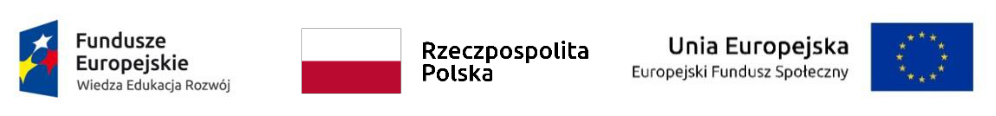 Fundusze
Europejskie
Wiedza Edukacja Rozwój
Rzeczpospolita
Polska
Unia Europejska
Europejski Fundusz Społeczny